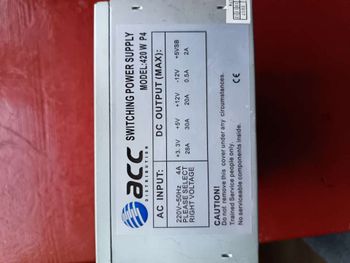 acc
DISTRIBUTION
SWITCHING POWER SUPPLY
MODEL:420 W P4
AC INPUT:
220V~50Hz 4A
PLEASE SELECT
RIGHT VOLTAGE
DC OUTPUT (MAX):
+3.3V +5V +12V -12V +5VSB
28A 30A 20A 0.5A 2A
CAUTION!
Do not remove this cover under any circumstances.
Trained Service people only.
No serviceable components inside.
CE